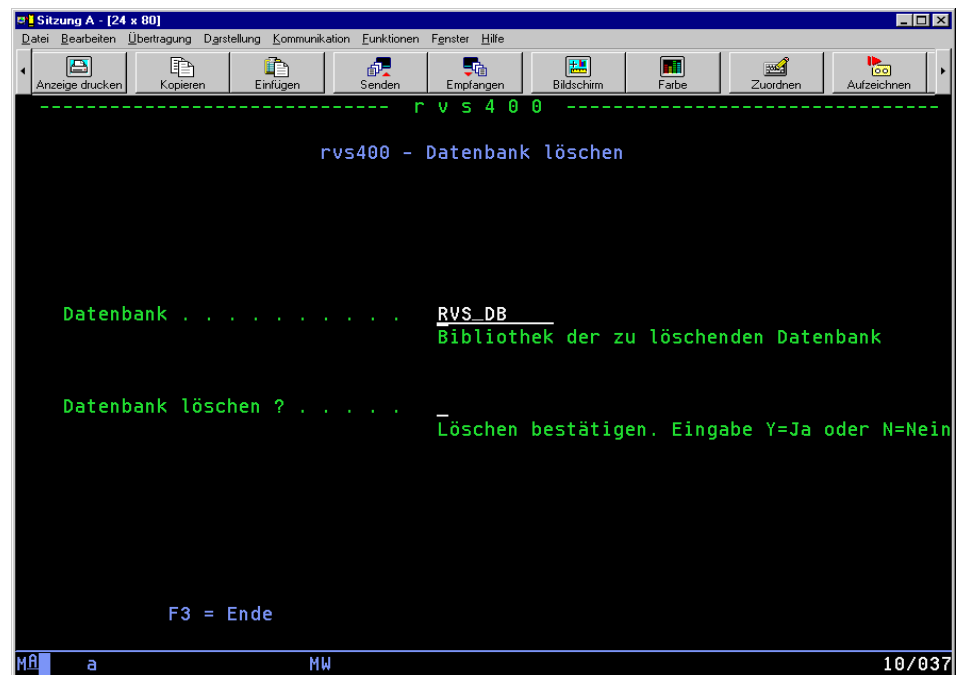 Sitzung A - [24 x 80]
Datei Bearbeiten Übertragung Darstellung Kommunikation Eunktionen Fenster Hilfe
Anzeige drucken Kopieren Einfügen Senden Empfangen Bildschirm Farbe Zuordnen Aufzeichnen
------------------------------ r v s 4 0 0 --------------------------------
rvs400 - Datenbank löschen
Datenbank . . . . . . . . . . RVS_DB
Bibliothek der zu löschenden Datenbank
Datenbank löschen ? . . . . . _
Löschen bestätigen. Eingabe Y=Ja oder N=Nein
F3 = Ende
MA a MW 10/037